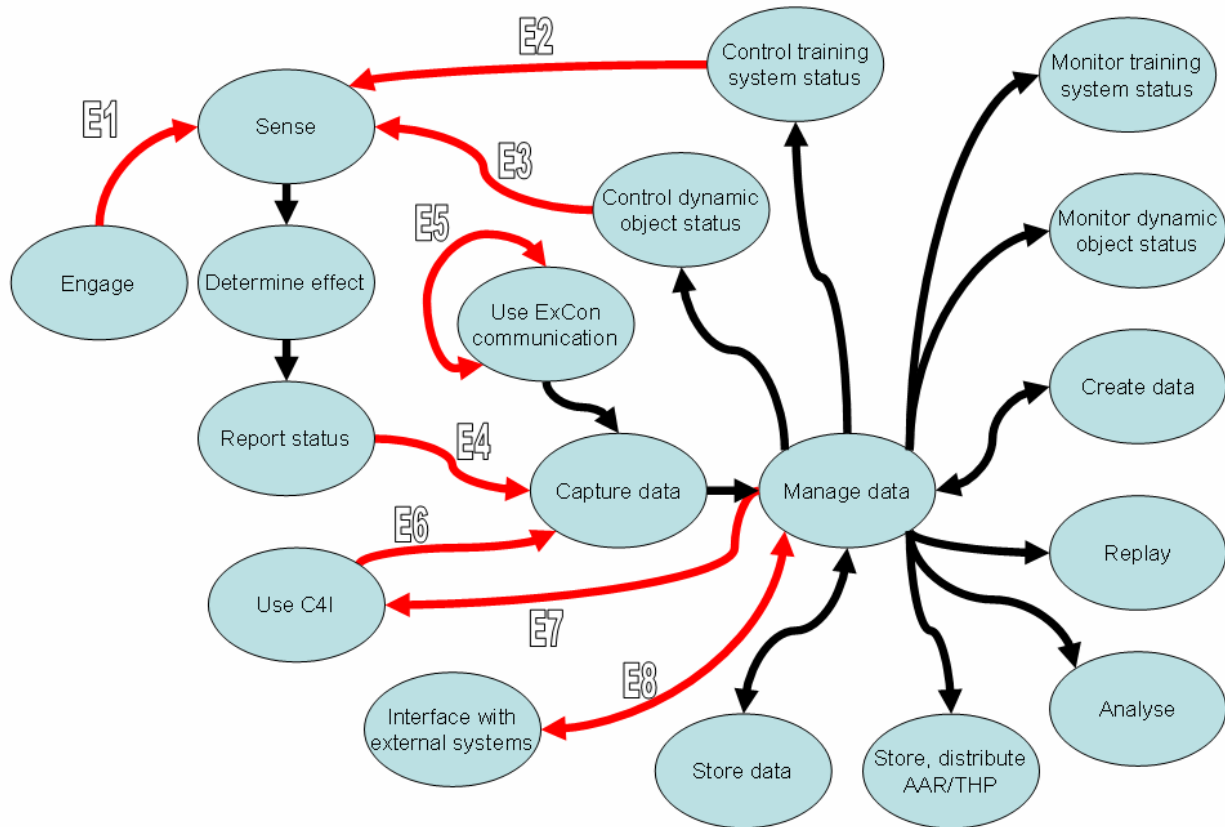 E2
Control training
system status
Monitor training
system status
E1
Sense
E3
Control dynamic
object status
Monitor dynamic
object status
E5
Engage
Determine effect
Use ExCon
communication
Create data
Report status
E4
Capture data
Manage data
E6
Replay
Use C4I
E7
E8
Interface with
external systems
Analyse
Store data
Store, distribute
AAR/THP